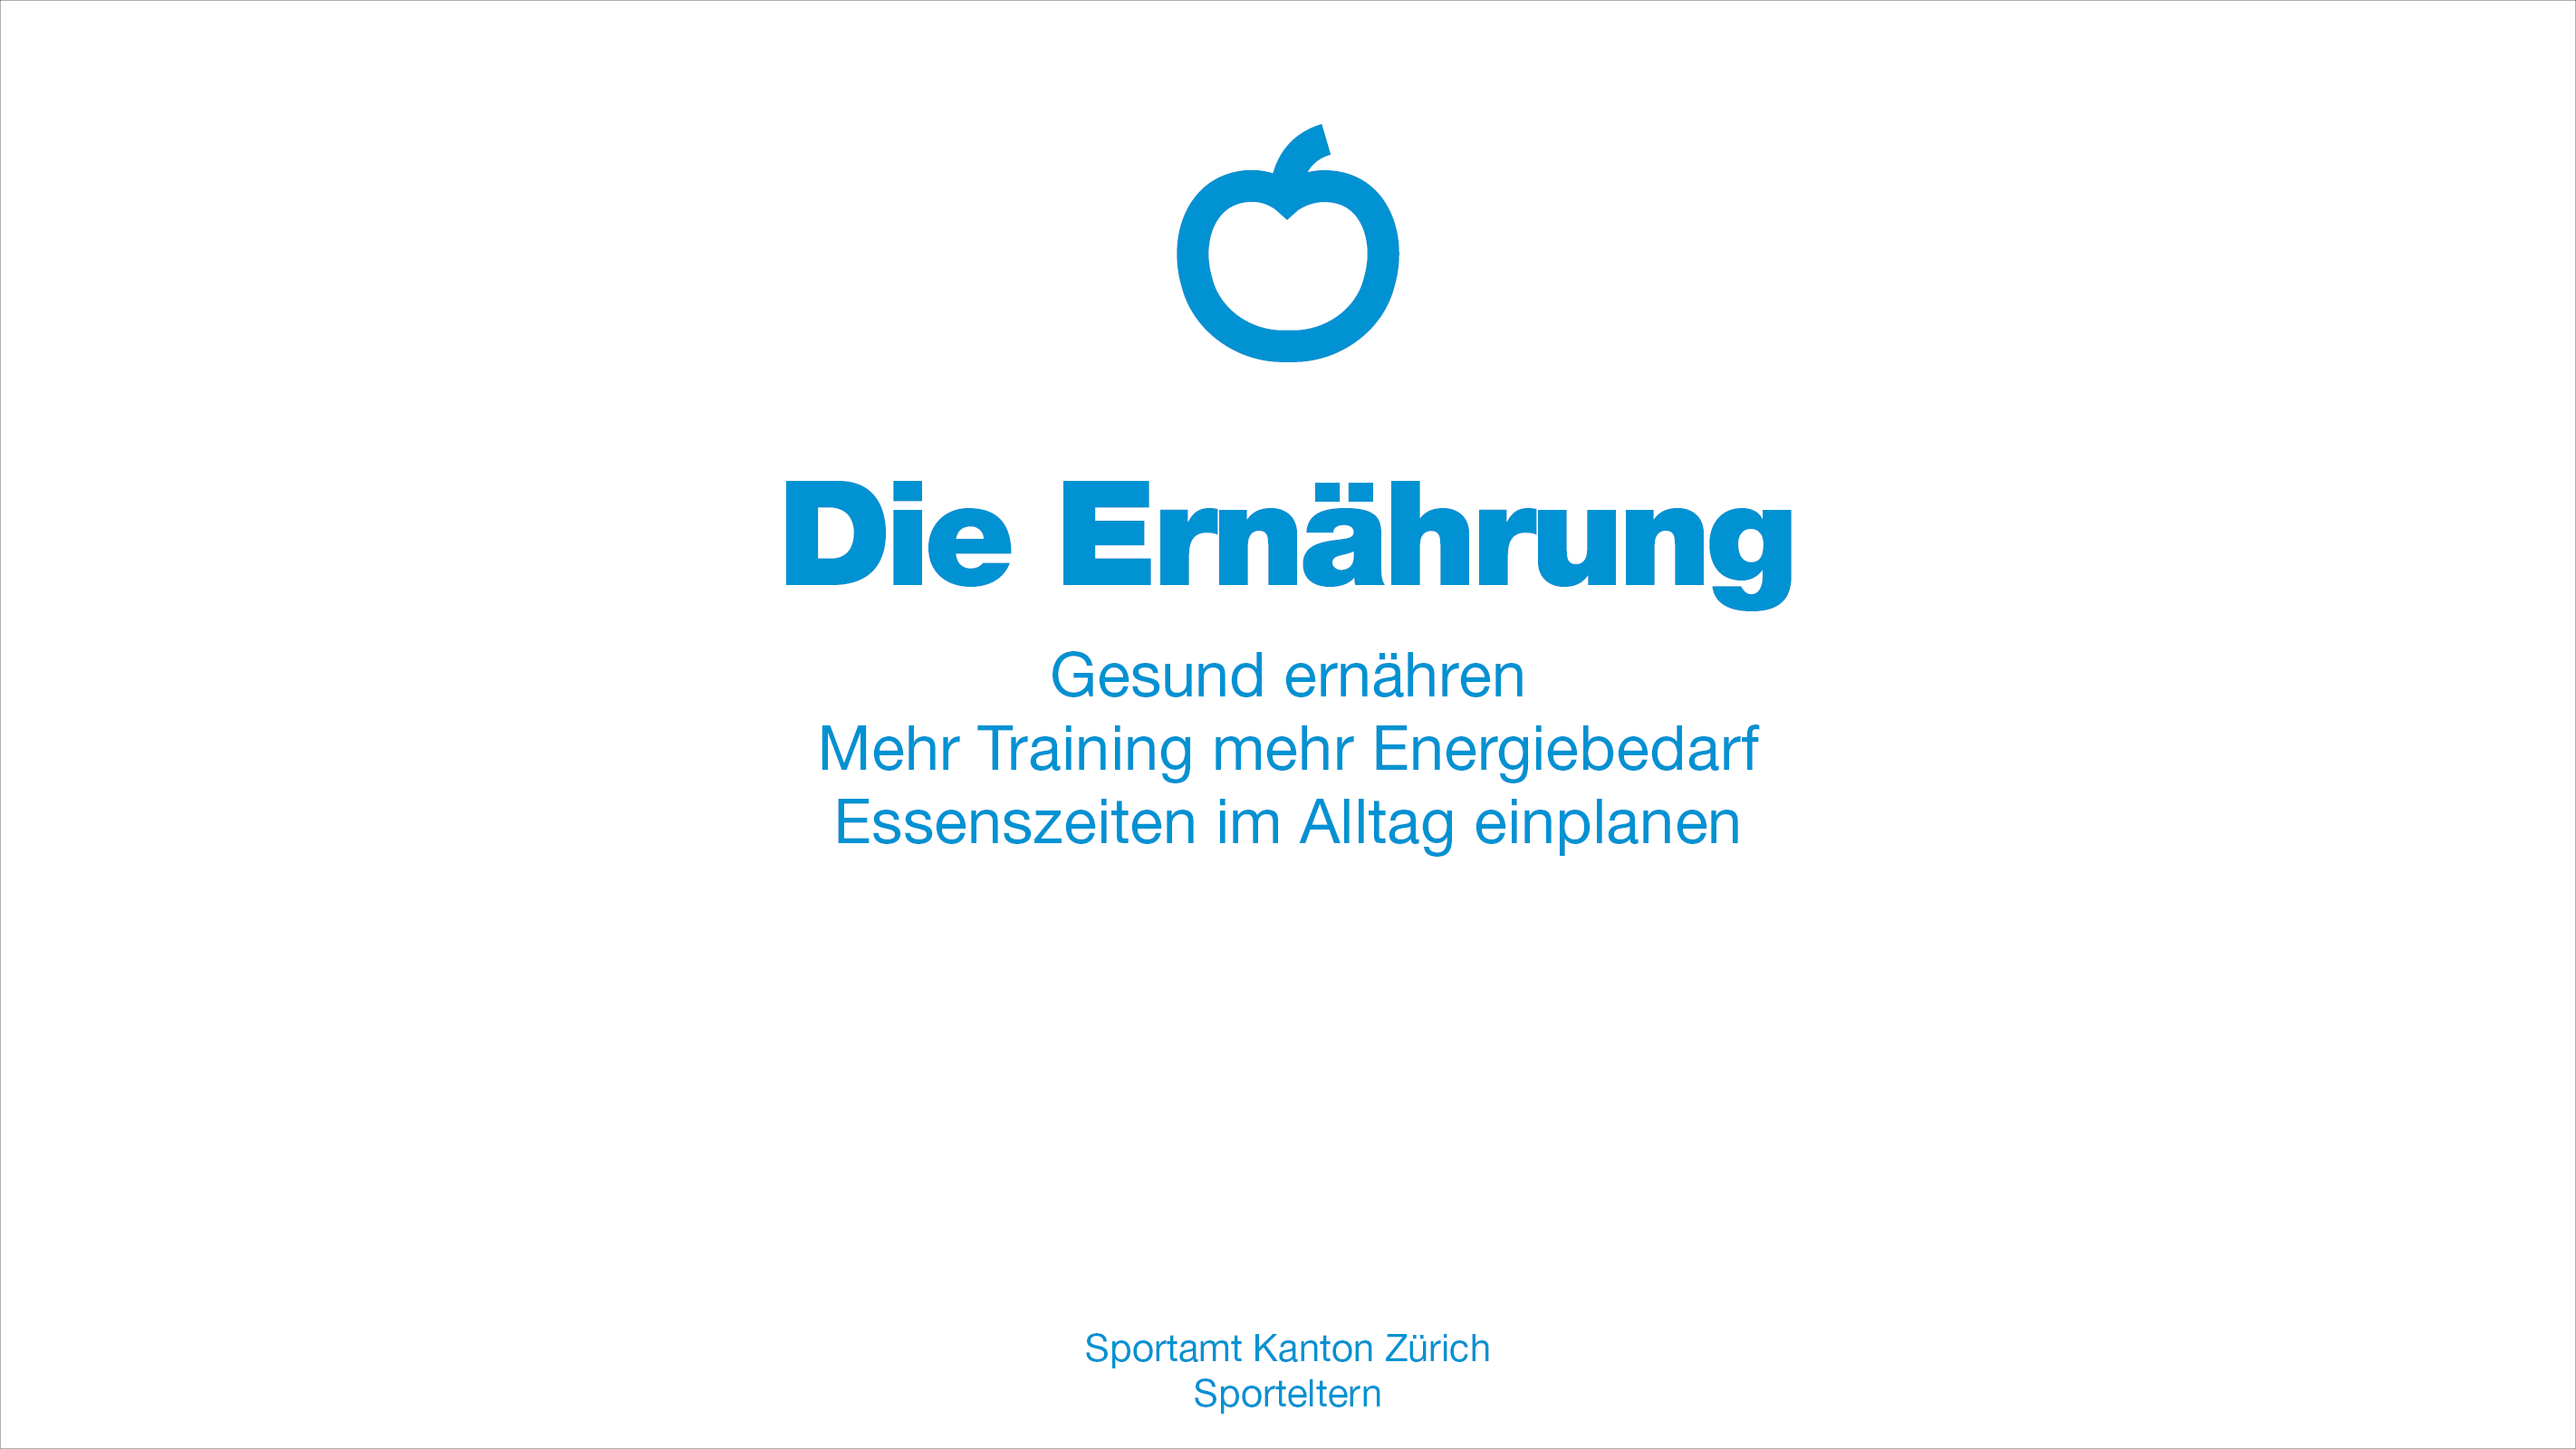 Die Ernährung
Gesund ernähren
Mehr Training mehr Energiebedarf
Essenszeiten im Alltag einplanen
Sportamt Kanton Zürich
Sporteltern